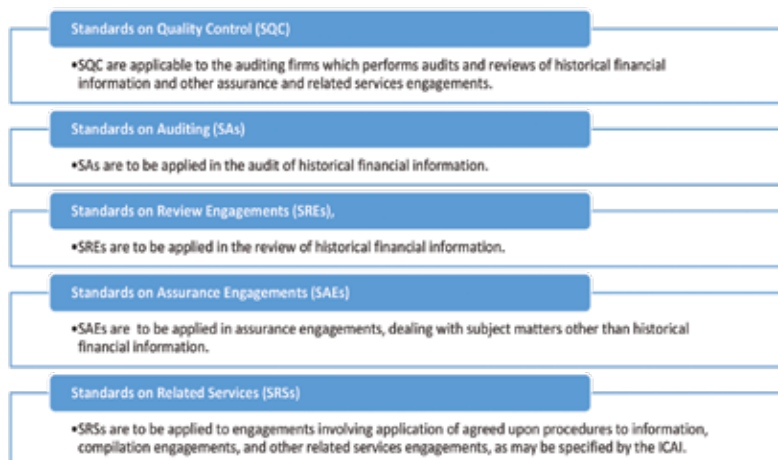 Standards on Quality Control (SQC)
•SQC are applicable to the auditing firms which performs audits and reviews of historical financial
information and other assurance and related services engagements.
Standards on Auditing (SAs)
•SAs are to be applied in the audit of historical financial information.
Standards on Review Engagements (SREs),
•SREs are to be applied in the review of historical financial information.
Standards on Assurance Engagements (SAEs)
•SAEs are to be applied in assurance engagements, dealing with subject matters other than historical
financial information.
Standards on Related Services (SRSs)
•SRSs are to be applied to engagements involving application of agreed upon procedures to information,
compilation engagements, and other related services engagements, as may be specified by the ICAI.